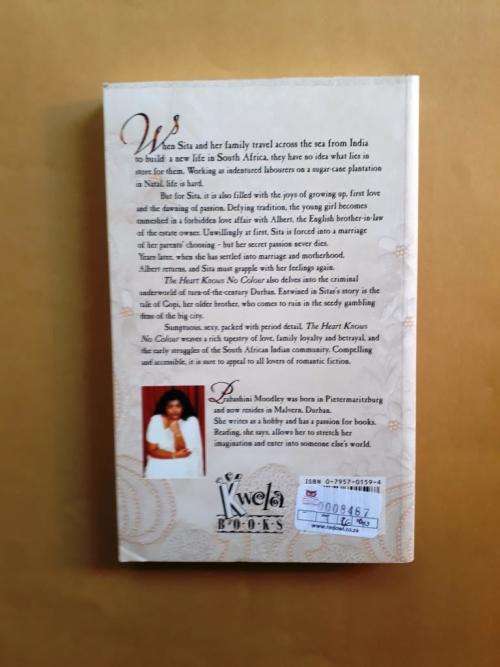 When Sita and her family travel across the sea from India
to build a new life in South Africa, they have no idea what lies in
store for them. Working as indentured labourers on a sugar-cane plantation
in Natal, life is hard.
But for Sita, it is also filled with the joys of growing up, first love
and the dawning of passion. Defying tradition, the young girl becomes
enmeshed in a forbidden love affair with Albert, the English brother-in-law
of the estate owner. Unwillingly at first, Sita is forced into a marriage
of her parents' choosing – but her secret passion never dies.
Years later, when she has settled into marriage and motherhood,
Albert returns, and Sita must grapple with her feelings again.
The Heart Knows No Colour also delves into the criminal
underworld of turn-of-the-century Durban. Entwined in Sita's story is the
tale of Gopi, her older brother, who comes to ruin in the seedy gambling
dens of the big city.
Sumptuous, sexy, packed with period detail, The Heart Knows
No Colour weaves a rich tapestry of love, family loyalty and betrayal, and
the early struggles of the South African Indian community. Compelling
and accessible, it is sure to appeal to all lovers of romantic fiction.
Prabashini Moodley was born in Pietermaritzburg
and now resides in Malvern, Durban.
She writes as a hobby and has a passion for books.
Reading, she says, allows her to stretch her
imagination and enter into someone else's world.
ISBN 0-7957-0159-4
Kwela
BOOKS
0008467